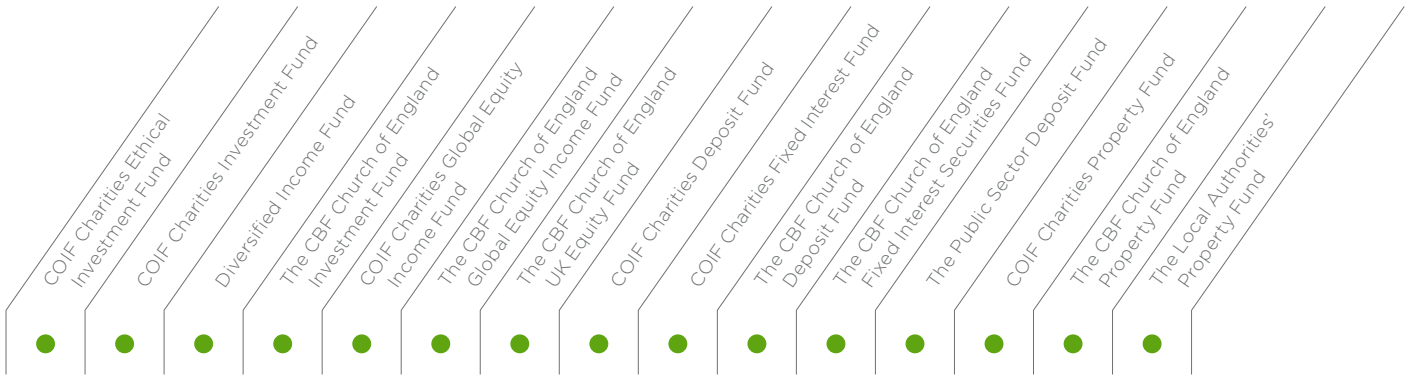 COIF Charities Ethical
Investment Fund
COIF Charities Investment Fund
Diversified Income Fund
The CBF Church of England
Investment Fund
COIF Charities Global Equity
Income Fund
The CBF Church of England
Global Equity Income Fund
The CBF Church of England
UK Equity Fund
COIF Charities Deposit Fund
COIF Charities Fixed Interest Fund
The CBF Church of England
Deposit Fund
The CBF Church of England
Fixed Interest Securities Fund
The Public Sector Deposit Fund
COIF Charities Property Fund
The CBF Church of England
Property Fund
The Local Authorities’
Property Fund